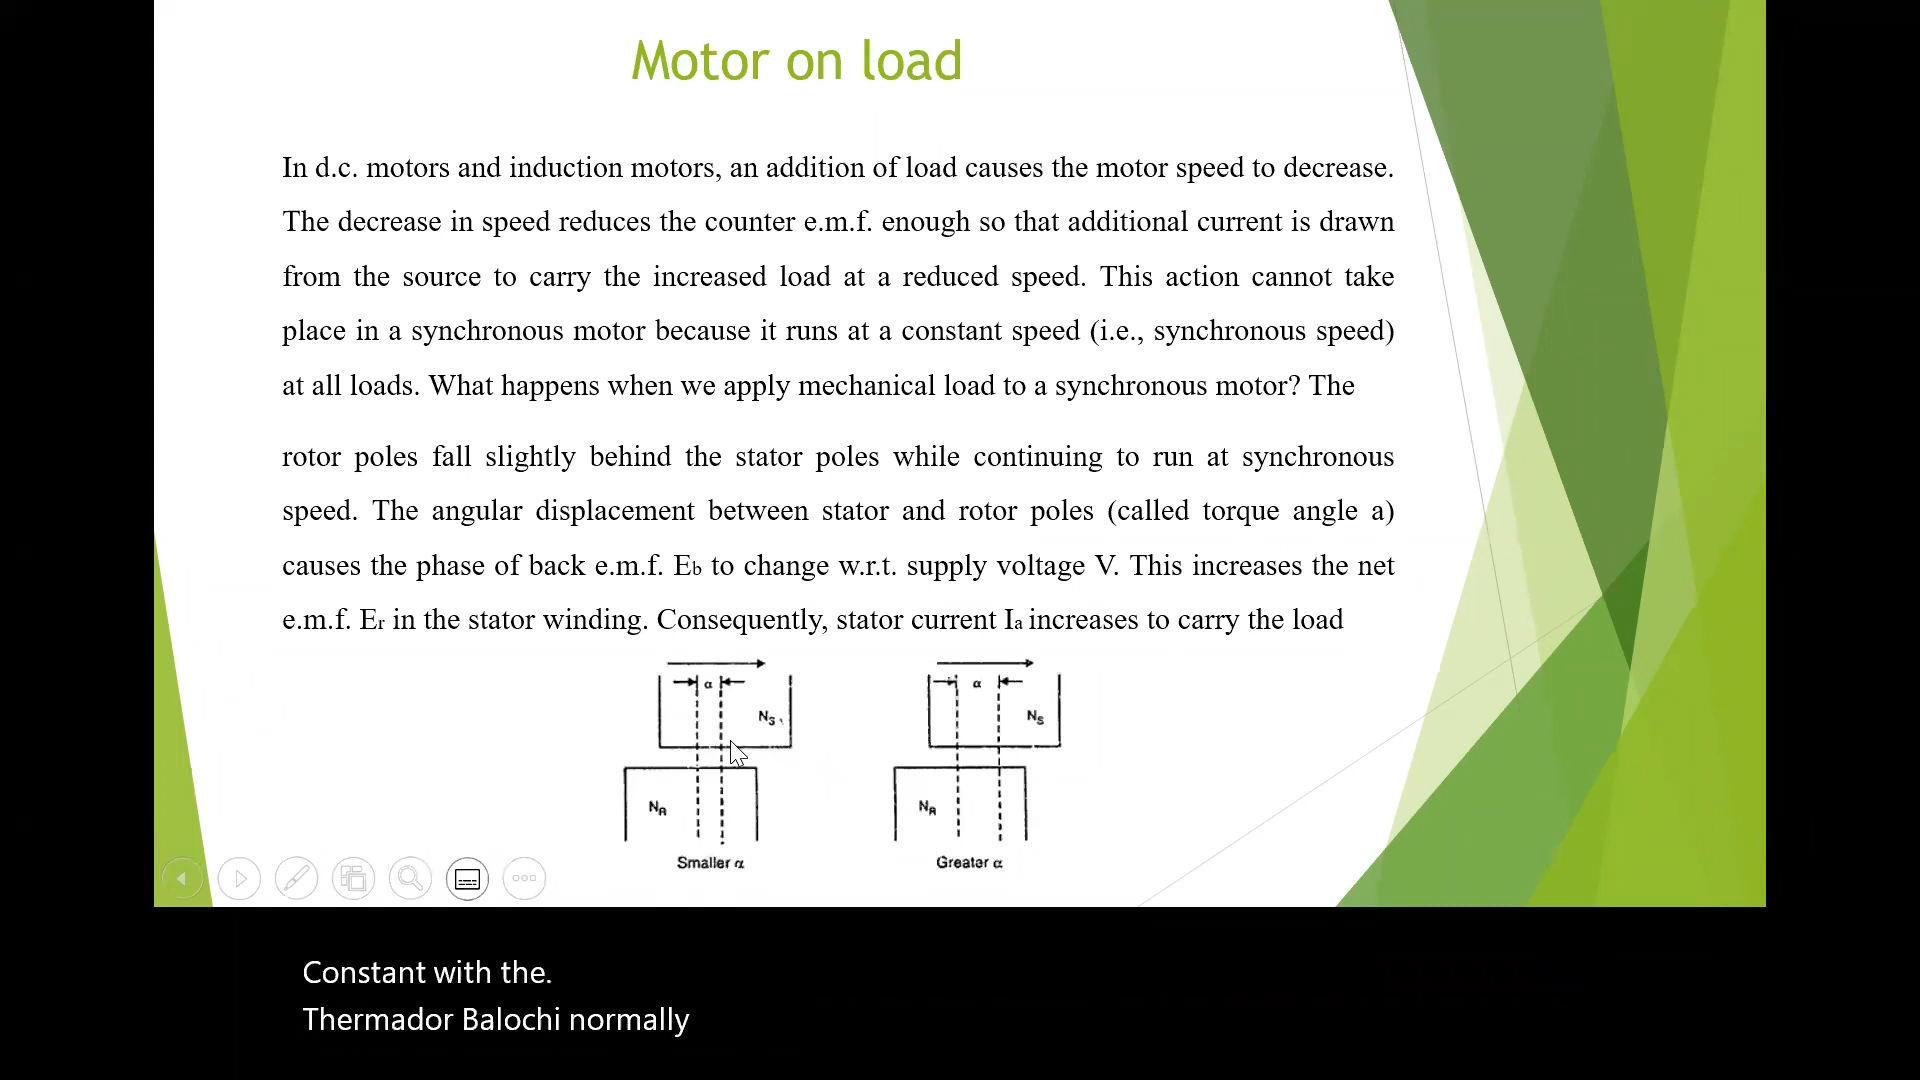 Motor on load
In d.c. motors and induction motors, an addition of load causes the motor speed to decrease.
The decrease in speed reduces the counter e.m.f. enough so that additional current is drawn
from the source to carry the increased load at a reduced speed. This action cannot take
place in a synchronous motor because it runs at a constant speed (i.e., synchronous speed)
at all loads. What happens when we apply mechanical load to a synchronous motor? The
rotor poles fall slightly behind the stator poles while continuing to run at synchronous
speed. The angular displacement between stator and rotor poles (called torque angle a)
causes the phase of back e.m.f. Eb to change w.r.t. supply voltage V. This increases the net
e.m.f. Er in the stator winding. Consequently, stator current Ia increases to carry the load
α α
NS NS
NR NR
Smaller α Greater α
Constant with the.
Thermador Balochi normally